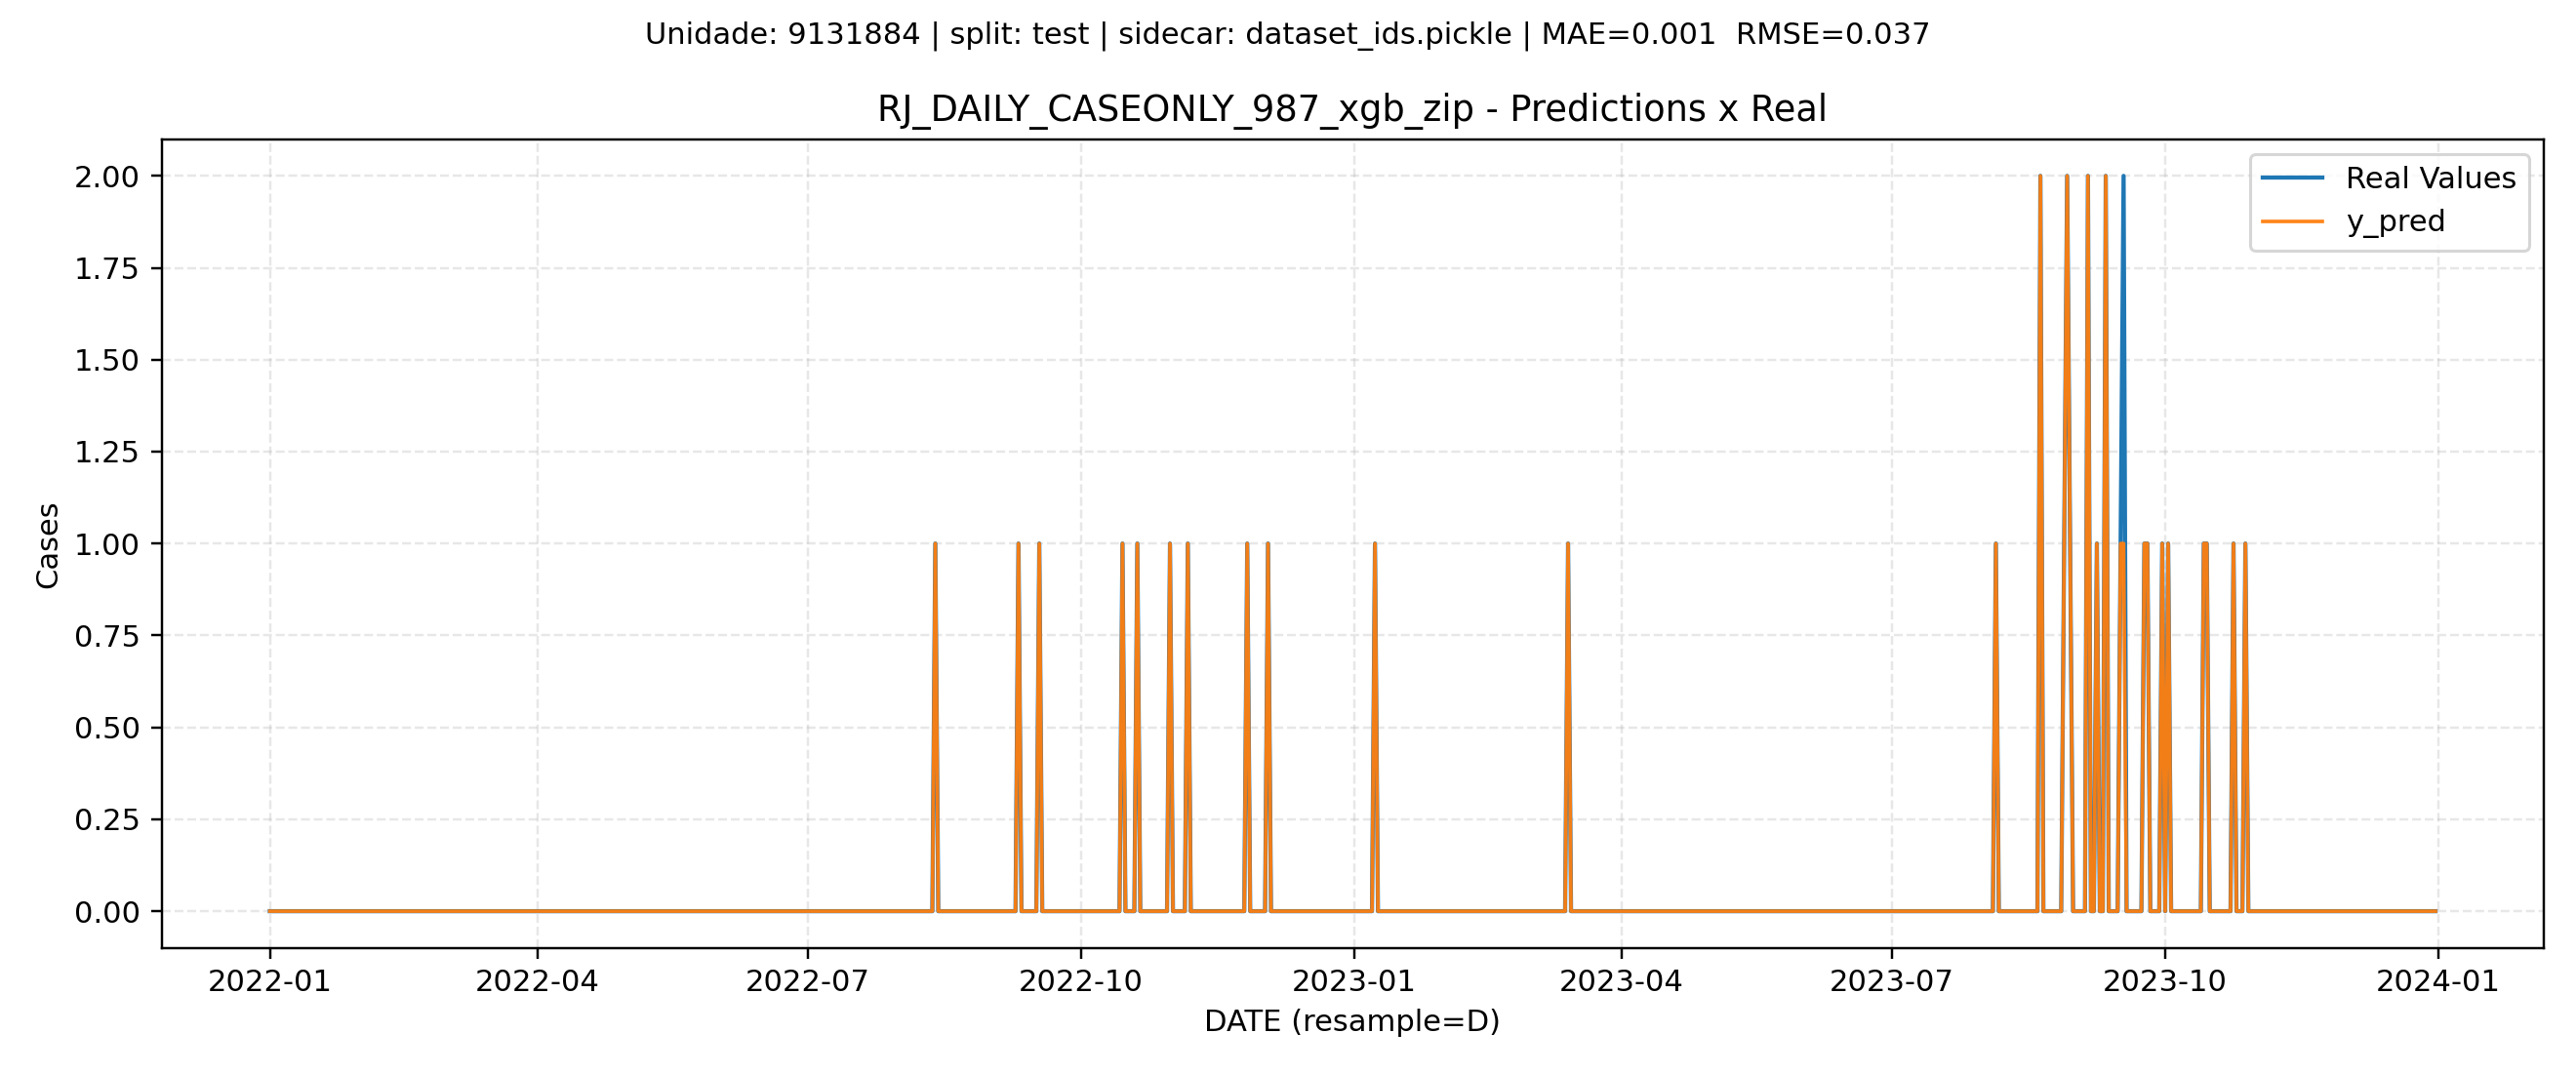 Unidade: 9131884 | split: test | sidecar: dataset_ids.pickle | MAE=0.001  RMSE=0.037
RJ_DAILY_CASEONLY_987_xgb_zip - Predictions x Real
Real Values
y_pred
2.00
1.75
1.50
1.25
1.00
0.75
0.50
0.25
0.00
Cases
2022-01 2022-04 2022-07 2022-10 2023-01 2023-04 2023-07 2023-10 2024-01
DATE (resample=D)